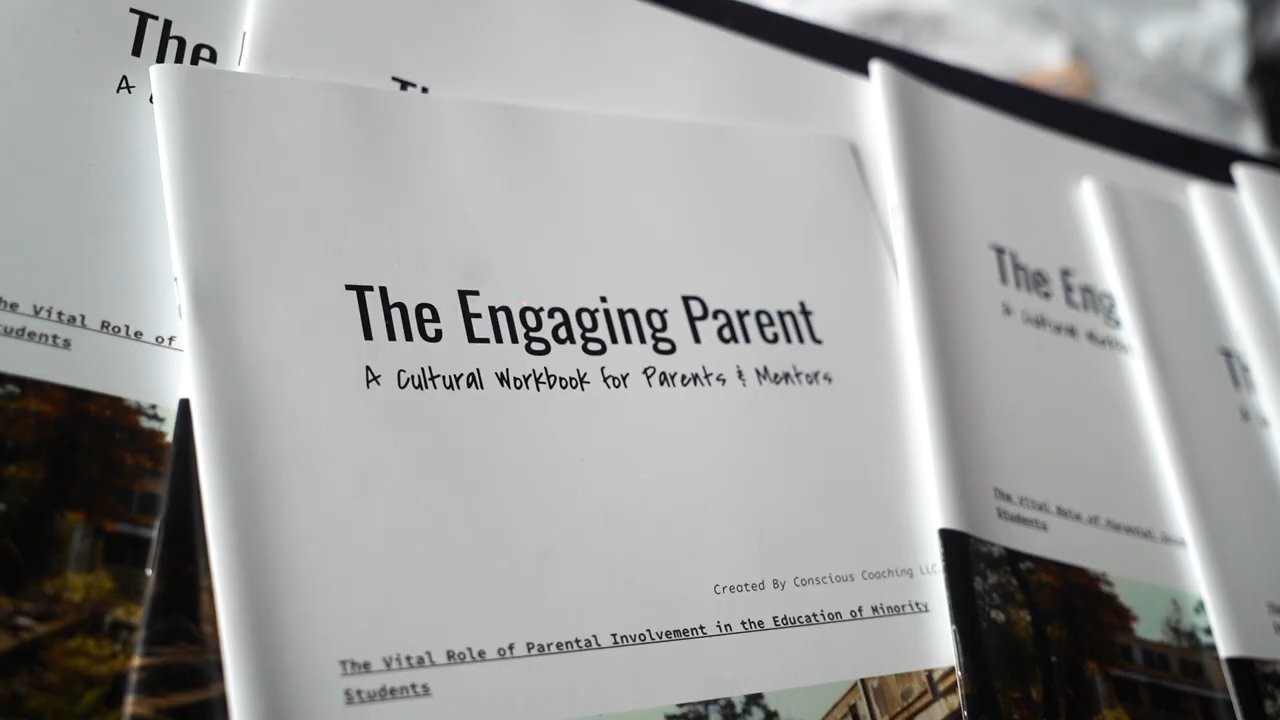 The
A
The Vital Role of
Students
The Engaging Parent
A Cultural Workbook for Parents & Mentors
Created By Conscious Coaching LLC
The Vital Role of Parental Involvement in the Education of Minority
Students
The Eng
A Cultural
The Vital Role of Parental
Students